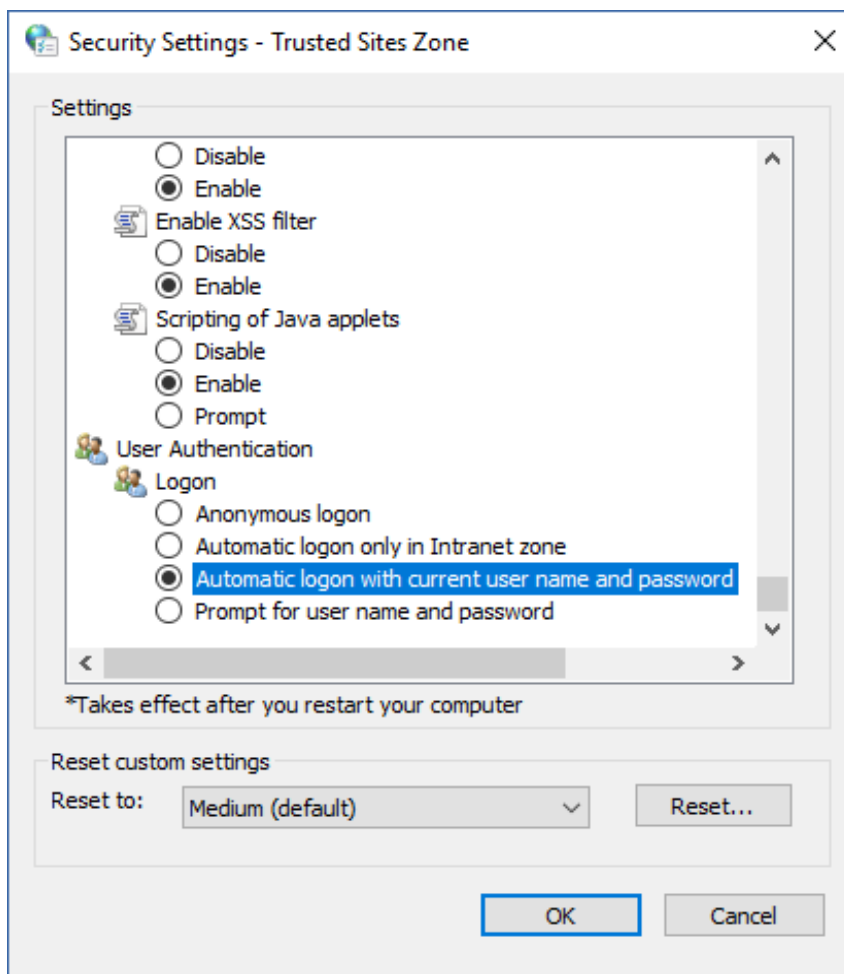 Security Settings - Trusted Sites Zone
Settings
Disable
Enable
Enable XSS filter
Disable
Enable
Scripting of Java applets
Disable
Enable
Prompt
User Authentication
Logon
Anonymous logon
Automatic logon only in Intranet zone
Automatic logon with current user name and password
Prompt for user name and password
*Takes effect after you restart your computer
Reset custom settings
Reset to:
Medium (default)
Reset...
OK
Cancel